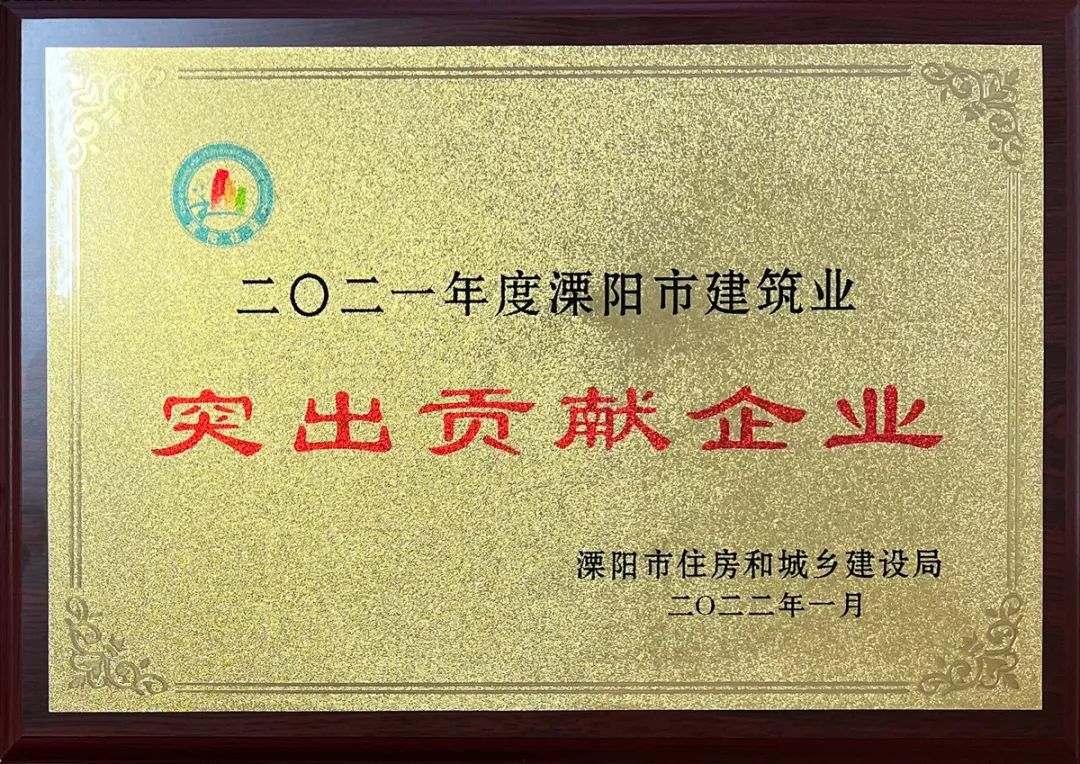 二〇二一年度溧阳市建筑业
突出贡献企业
溧阳市住房和城乡建设局
二〇二二年一月